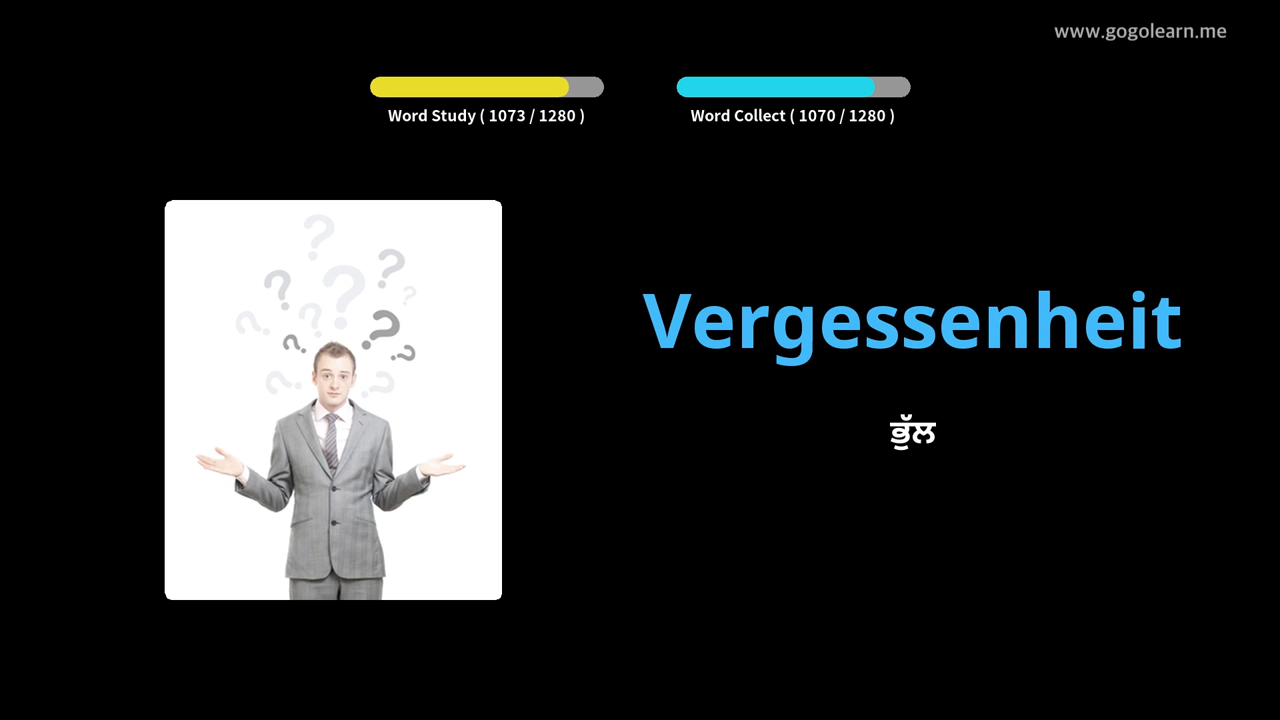 www.gogolearn.me
Word Study ( 1073 / 1280 )
Word Collect ( 1070 / 1280 )
Vergessenheit
ਭੁੱਲ